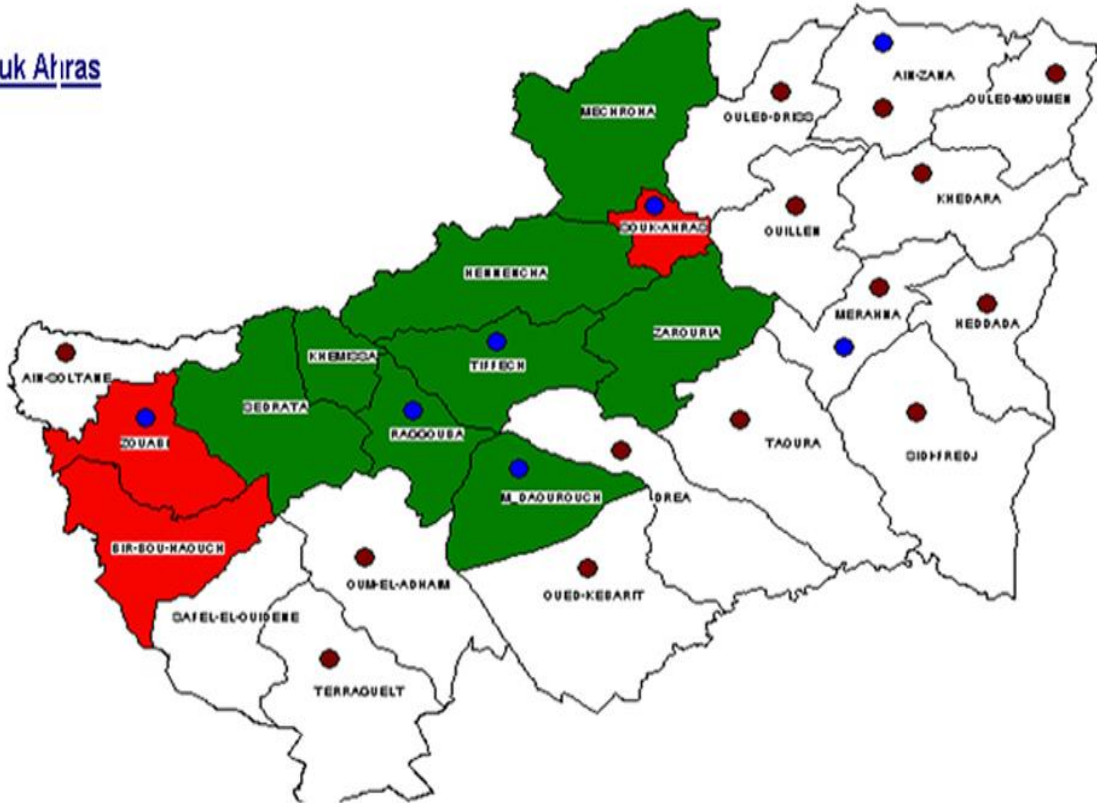 uk Ahras
AIN-ZANA
OULED-MOUMEN
MECHROHA
OULED-DRISS
KHEDARA
SOUK-AHRAS
OUILLEN
HENNENCHA
MERAHNA
HEDDADA
ZAROURIA
KHEMISSA
TIFFECH
AIN-SOLTANE
SEDRATA
RAGGOUBA
ZOUABI
TAOURA
SIDI-FREDJ
M_DAOUROUCH
DREA
BIR-BOU-HAOUCH
OUM-EL-ADHAIM
OUED-KEBARIT
SAFEL-EL-OUIDENE
TERRAGUELT